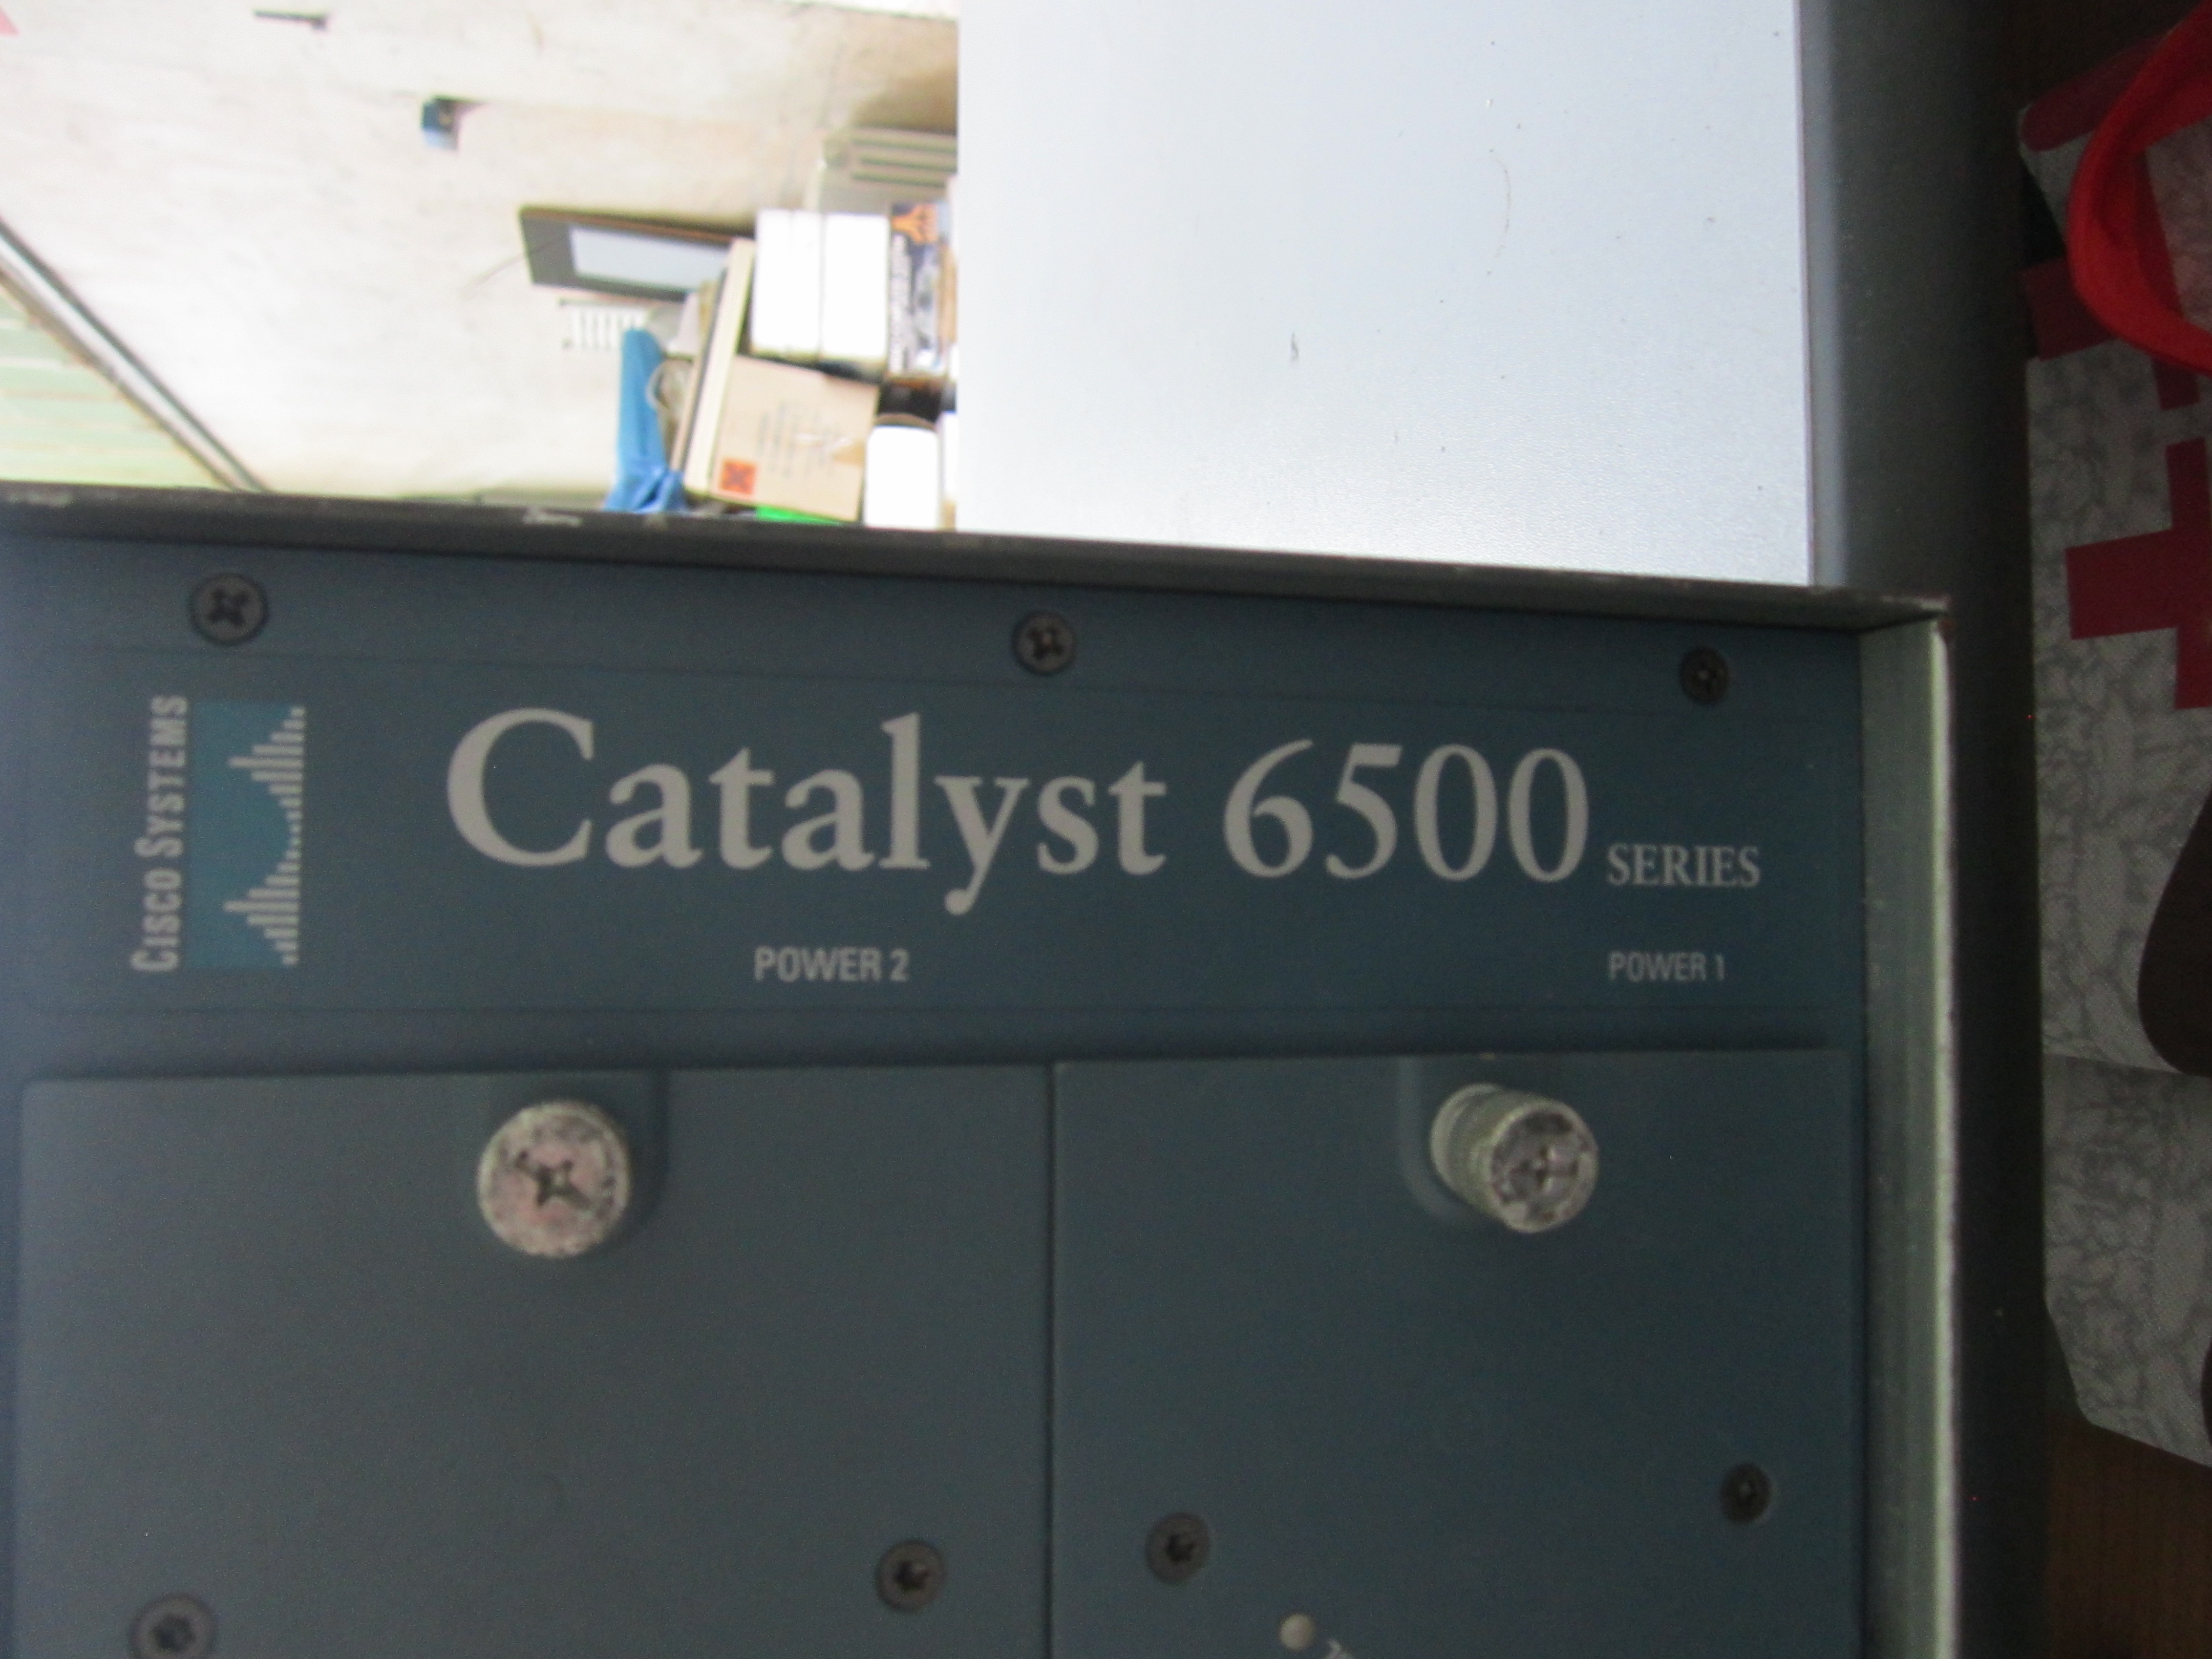 CISCO SYSTEMS
Catalyst 6500 SERIES
POWER 2
POWER 1